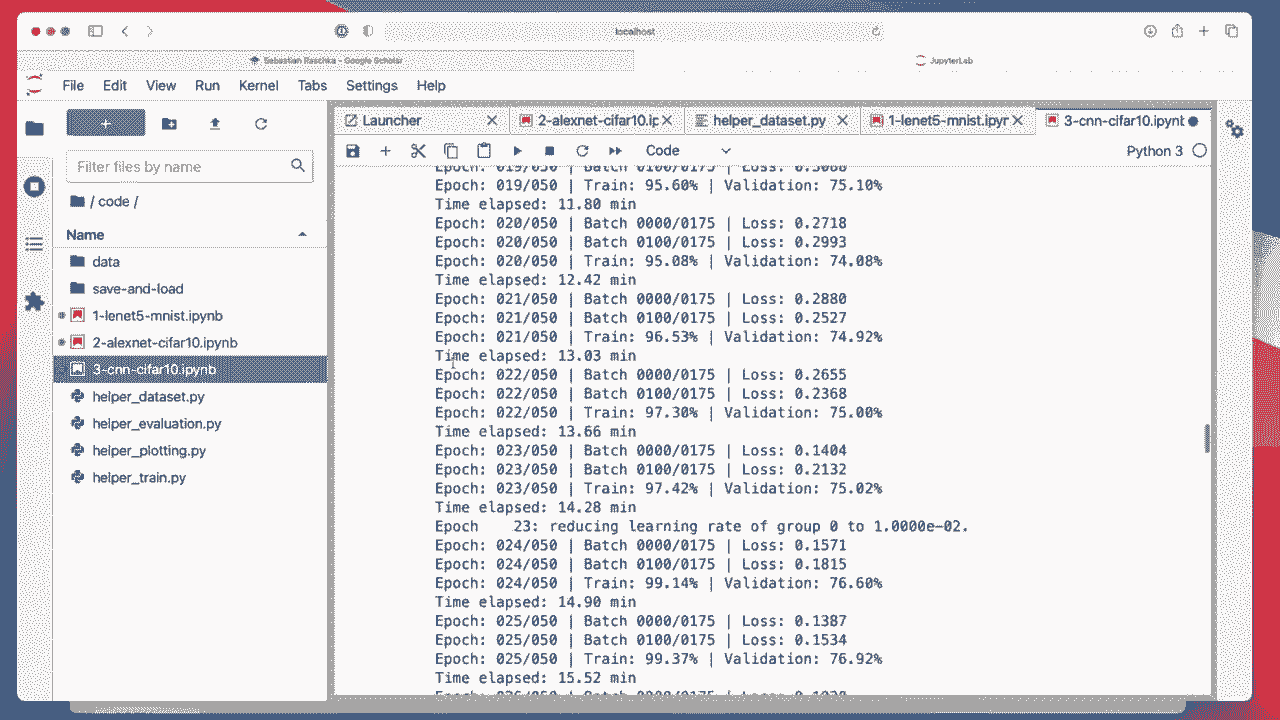 localhost
Sebastian Raschka - Google Scholar
JupyterLab
File Edit View Run Kernel Tabs Settings Help
Launcher
2-alexnet-cifar10.ip
helper_dataset.py
1-lenet5-mnist.ipyr
3-cnn-cifar10.ipynt
Filter files by name
Code
Python 3
/ code /
Name
data
save-and-load
1-lenet5-mnist.ipynb
2-alexnet-cifar10.ipynb
3-cnn-cifar10.ipynb
helper_dataset.py
helper_evaluation.py
helper_plotting.py
helper_train.py
Epoch: 019/050 | Batch 0100/0175 | Loss:
Epoch: 019/050 | Train: 95.60% | Validation: 75.10%
Time elapsed: 11.80 min
Epoch: 020/050 | Batch 0000/0175 | Loss: 0.2718
Epoch: 020/050 | Batch 0100/0175 | Loss: 0.2993
Epoch: 020/050 | Train: 95.08% | Validation: 74.08%
Time elapsed: 12.42 min
Epoch: 021/050 | Batch 0000/0175 | Loss: 0.2880
Epoch: 021/050 | Batch 0100/0175 | Loss: 0.2527
Epoch: 021/050 | Train: 96.53% | Validation: 74.92%
Time elapsed: 13.03 min
Epoch: 022/050 | Batch 0000/0175 | Loss: 0.2655
Epoch: 022/050 | Batch 0100/0175 | Loss: 0.2368
Epoch: 022/050 | Train: 97.30% | Validation: 75.00%
Time elapsed: 13.66 min
Epoch: 023/050 | Batch 0000/0175 | Loss: 0.1404
Epoch: 023/050 | Batch 0100/0175 | Loss: 0.2132
Epoch: 023/050 | Train: 97.42% | Validation: 75.02%
Time elapsed: 14.28 min
Epoch    23: reducing learning rate of group 0 to 1.0000e-02.
Epoch: 024/050 | Batch 0000/0175 | Loss: 0.1571
Epoch: 024/050 | Batch 0100/0175 | Loss: 0.1815
Epoch: 024/050 | Train: 99.14% | Validation: 76.60%
Time elapsed: 14.90 min
Epoch: 025/050 | Batch 0000/0175 | Loss: 0.1387
Epoch: 025/050 | Batch 0100/0175 | Loss: 0.1534
Epoch: 025/050 | Train: 99.37% | Validation: 76.92%
Time elapsed: 15.52 min